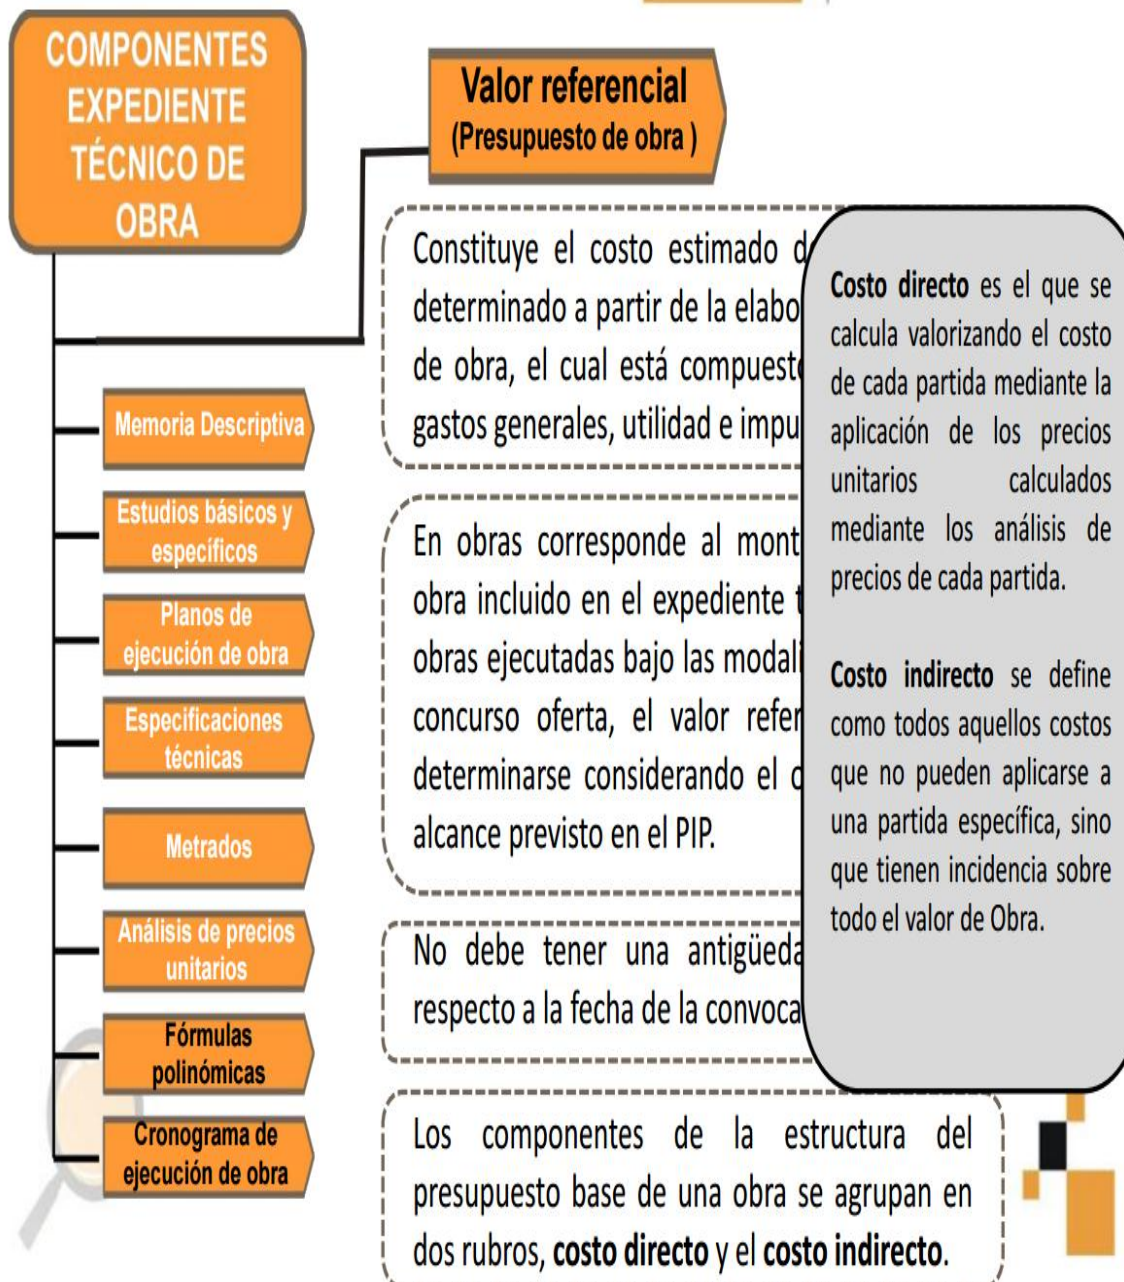 COMPONENTES
EXPEDIENTE
TÉCNICO DE
OBRA
Valor referencial
(Presupuesto de obra )
Memoria Descriptiva
Estudios básicos y
específicos
Planos de
ejecución de obra
Especificaciones
técnicas
Metrados
Análisis de precios
unitarios
Fórmulas
polinómicas
Cronograma de
ejecución de obra
Constituye el costo estimado
determinado a partir de la
de obra, el cual está
gastos generales, utilidad e
En obras corresponde al
obra incluido en el expediente
obras ejecutadas bajo las
concurso oferta, el valor
determinarse considerando el
alcance previsto en el PIP.
No debe tener una
respecto a la fecha de la
Los componentes de la estructura del
presupuesto base de una obra se agrupan en
dos rubros, costo directo y el costo indirecto.
Costo directo es el que se
calcula valorizando el costo
de cada partida mediante la
aplicación de los precios
unitarios calculados
mediante los análisis de
precios de cada partida.
Costo indirecto se define
como todos aquellos costos
que no pueden aplicarse a
una partida específica, sino
que tienen incidencia sobre
todo el valor de Obra.